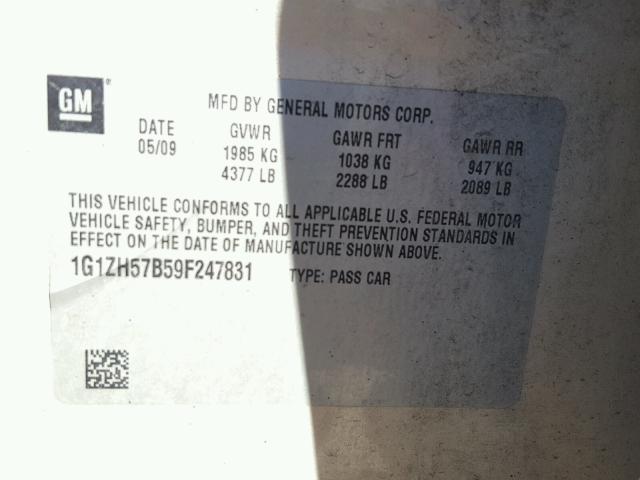 GM
MFD BY GENERAL MOTORS CORP.
DATE GVWR GAWR FRT GAWR RR
05/09 1985 KG 1038 KG 947 KG
4377 LB 2288 LB 2089 LB
THIS VEHICLE CONFORMS TO ALL APPLICABLE U.S. FEDERAL MOTOR
VEHICLE SAFETY, BUMPER, AND THEFT PREVENTION STANDARDS IN
EFFECT ON THE DATE OF MANUFACTURE SHOWN ABOVE.
1G1ZH57B59F247831 TYPE: PASS CAR